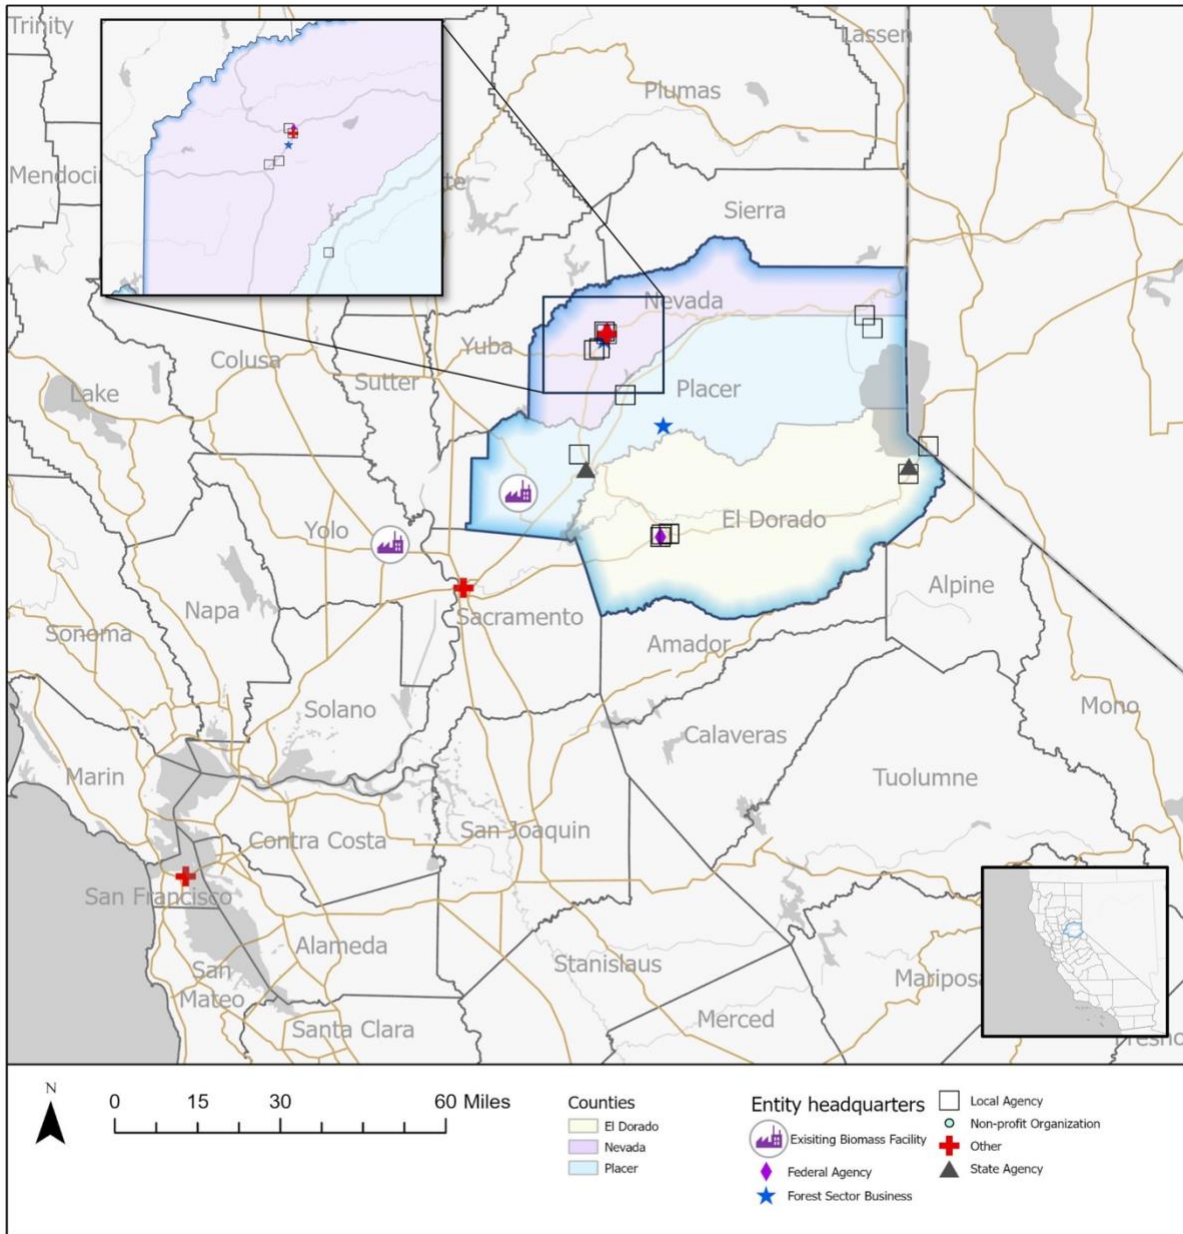 Trinity
Lassen
Plumas
Mendocin
Sierra
Nevada
Yuba
Colusa
Sutter
Placer
Lake
Yolo
El Dorado
Napa
Sacramento
Alpine
Sonoma
Amador
Solano
Mono
Calaveras
Marin
Tuolumne
Contra Costa
San Joaquin
San Francisco
Alameda
Stanislaus
San
Mateo
Mariposa
Merced
Santa Clara
Fresno
N
0 15 30 60 Miles
Counties
El Dorado
Nevada
Placer
Entity headquarters
Exisiting Biomass Facility
Federal Agency
Forest Sector Business
Local Agency
Non-profit Organization
Other
State Agency